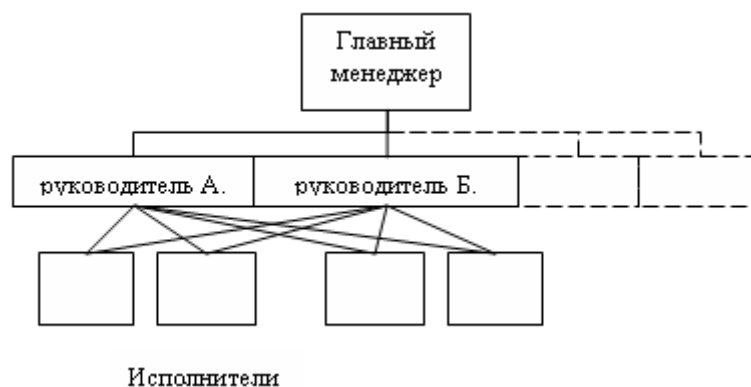 Главный
менеджер
руководитель А.
руководитель Б.
Исполнители